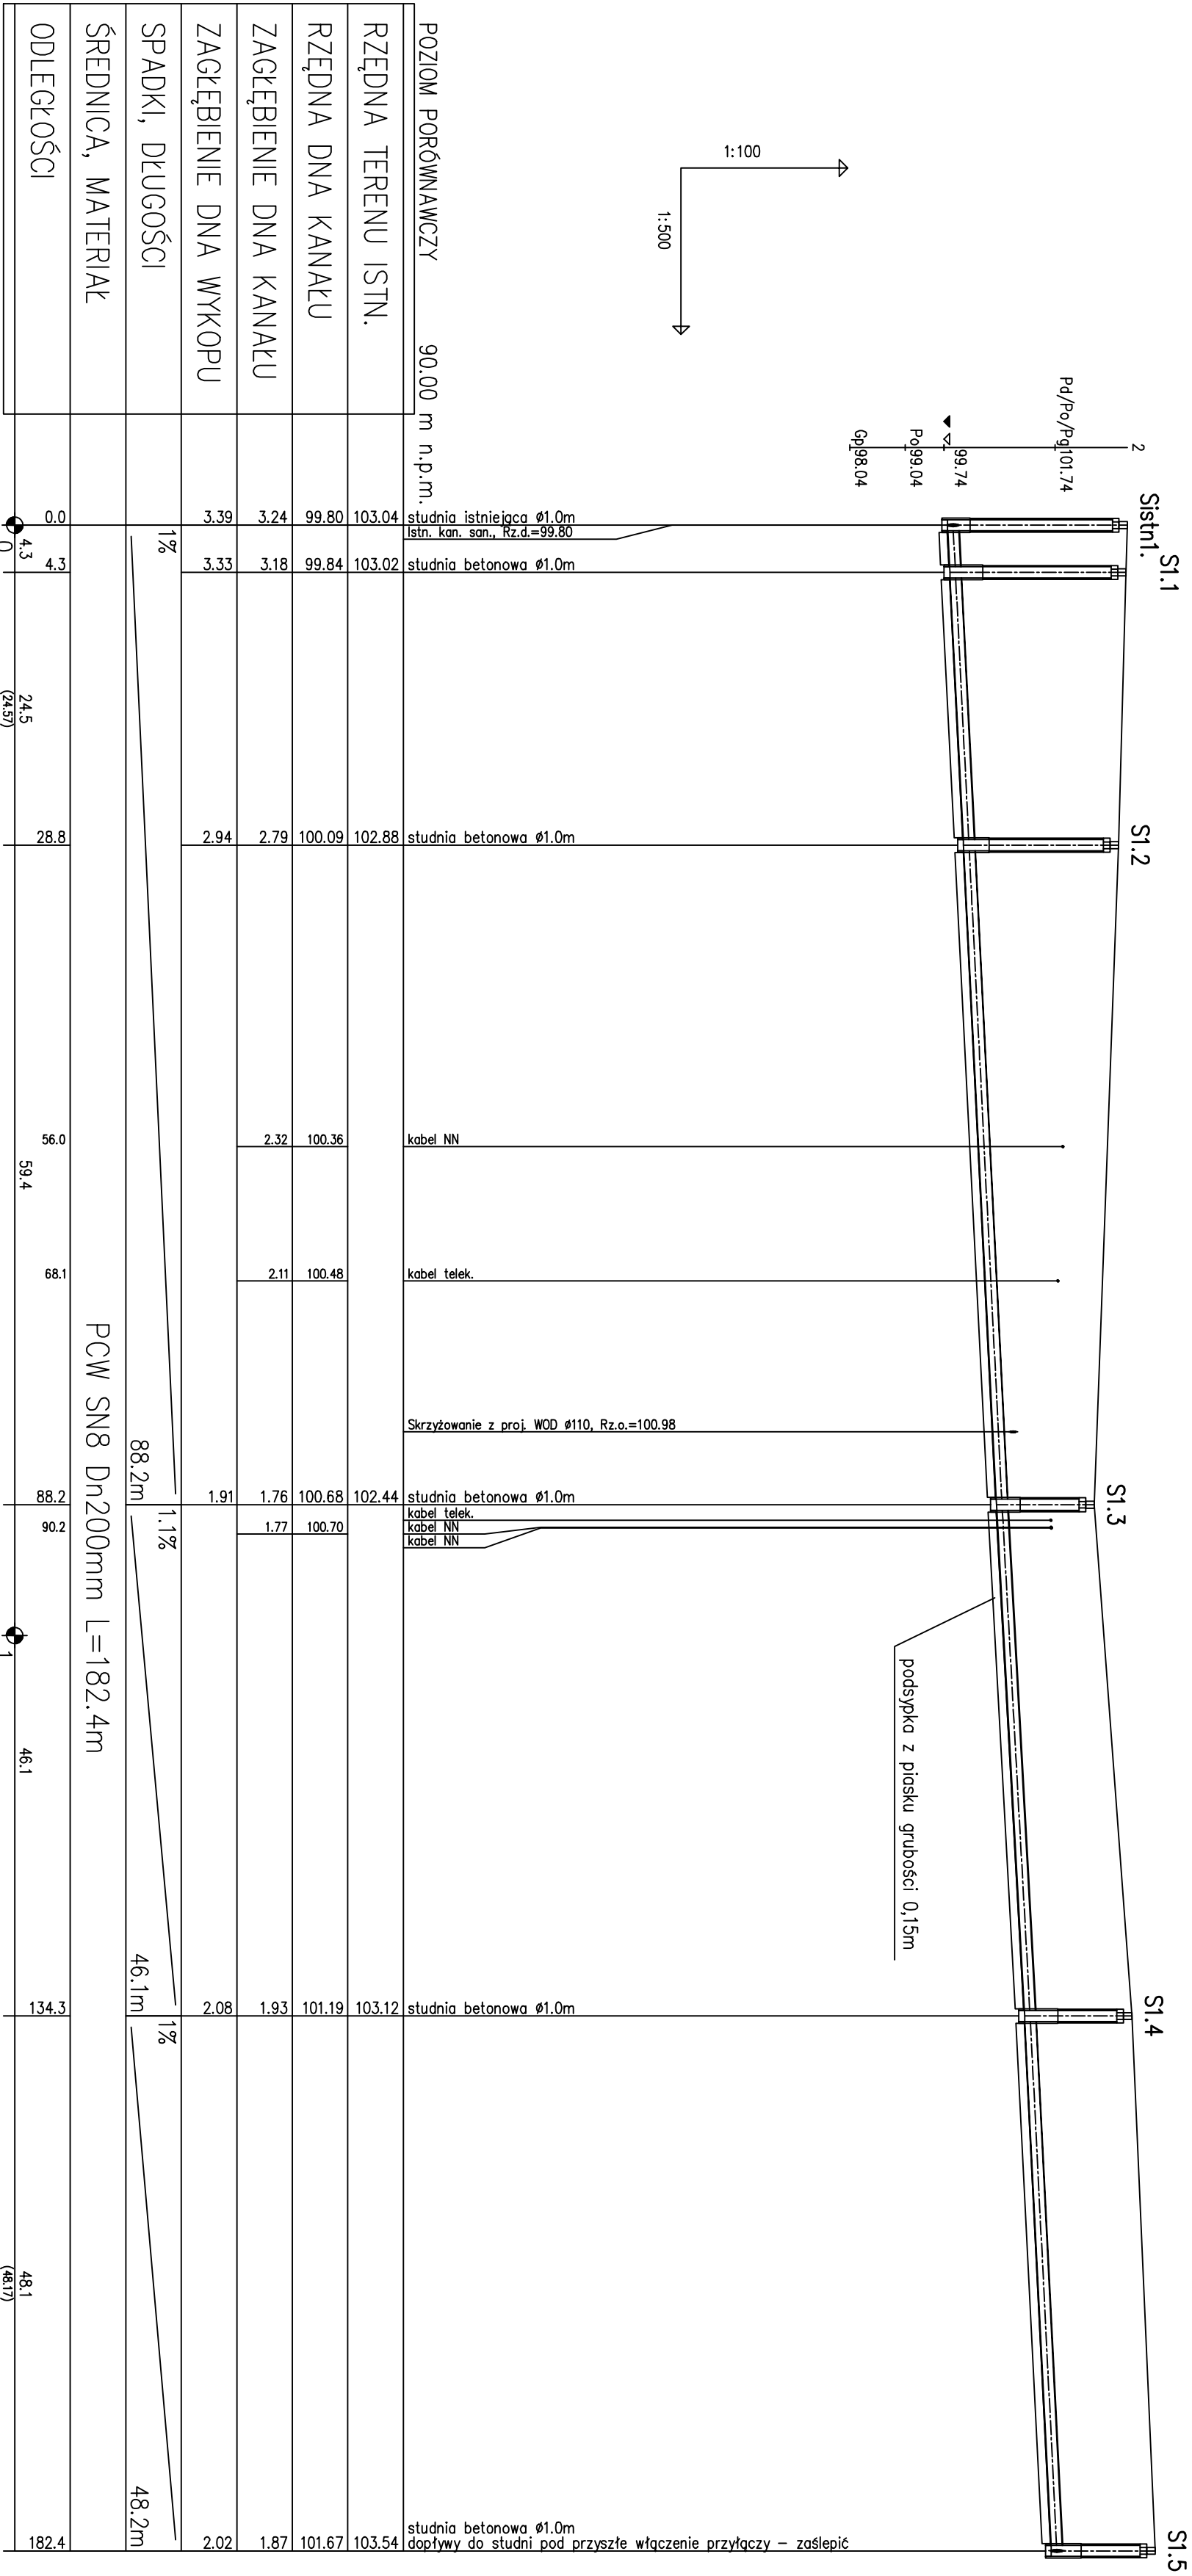 Sistn1.
S1.1
S1.2
S1.3
S1.4
S1.5
2
Pd/Po/Pg101.74
99.74
Po99.04
Gp98.04
1:100
1:500
podsypka z piasku grubości 0,15m
POZIOM PORÓWNAWCZY 90.00 m n.p.m.
studnia istniejąca ø1.0m
Istn. kan. san., Rz.d.=99.80
studnia betonowa ø1.0m
studnia betonowa ø1.0m
kabel NN
kabel telek.
Skrzyżowanie z proj. WOD ø110, Rz.o.=100.98
studnia betonowa ø1.0m
kabel telek.
kabel NN
kabel NN
studnia betonowa ø1.0m
studnia betonowa ø1.0m
dopływy do studni pod przyszłe włączenie przyłączy – zaślepić
RZĘDNA TERENU ISTN. 103.04 103.02 102.88 102.44 103.12 103.54
RZĘDNA DNA KANAŁU 99.80 99.84 100.09 100.36 100.48 100.68 100.70 101.19 101.67
ZAGŁĘBIENIE DNA KANAŁU 3.24 3.18 2.79 2.32 2.11 1.76 1.77 1.93 1.87
ZAGŁĘBIENIE DNA WYKOPU 3.39 3.33 2.94 1.91 2.08 2.02
SPADKI, DŁUGOŚCI 1% 88.2m 1.1% 46.1m 1% 48.2m
ŚREDNICA, MATERIAŁ PCW SN8 Dn200mm L=182.4m
ODLEGŁOŚCI 0.0 4.3 28.8 56.0 68.1 88.2 90.2 134.3 182.4
4.3 24.5 59.4 46.1 48.1
0 (24.57) 1 (48.17)